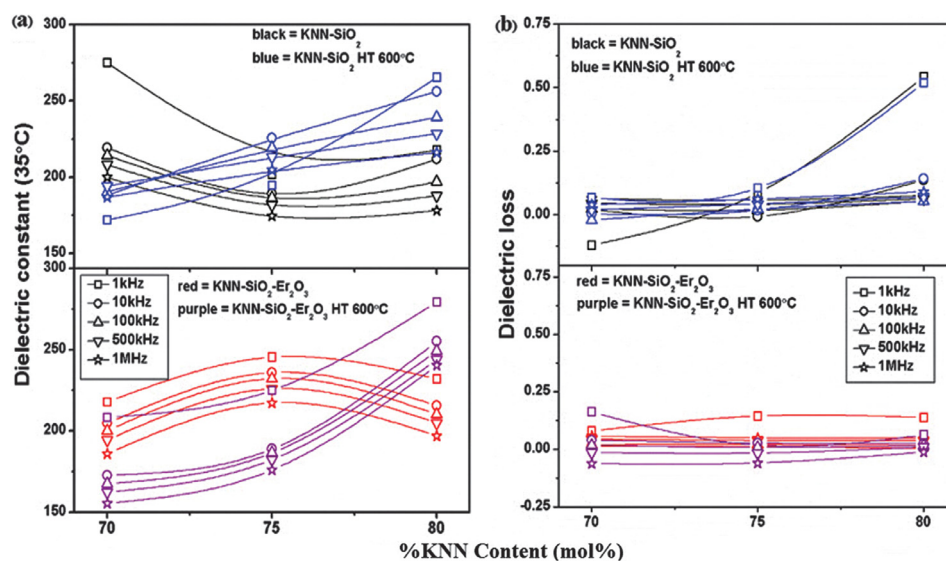 (a)
300
black = KNN-SiO2
blue = KNN-SiO2 HT 600°C
250
200
150
300
1kHz
10kHz
100kHz
500kHz
1MHz
red = KNN-SiO2-Er2O3
purple = KNN-SiO2-Er2O3 HT 600°C
250
200
150
70
75
80
Dielectric constant (35°C)
(b)
0.75
black = KNN-SiO2
blue = KNN-SiO2 HT 600°C
0.50
0.25
0.00
0.75
red = KNN-SiO2-Er2O3
purple = KNN-SiO2-Er2O3 HT 600°C
1kHz
10kHz
100kHz
500kHz
1MHz
0.50
0.25
0.00
-0.25
70
75
80
Dielectric loss
%KNN Content (mol%)